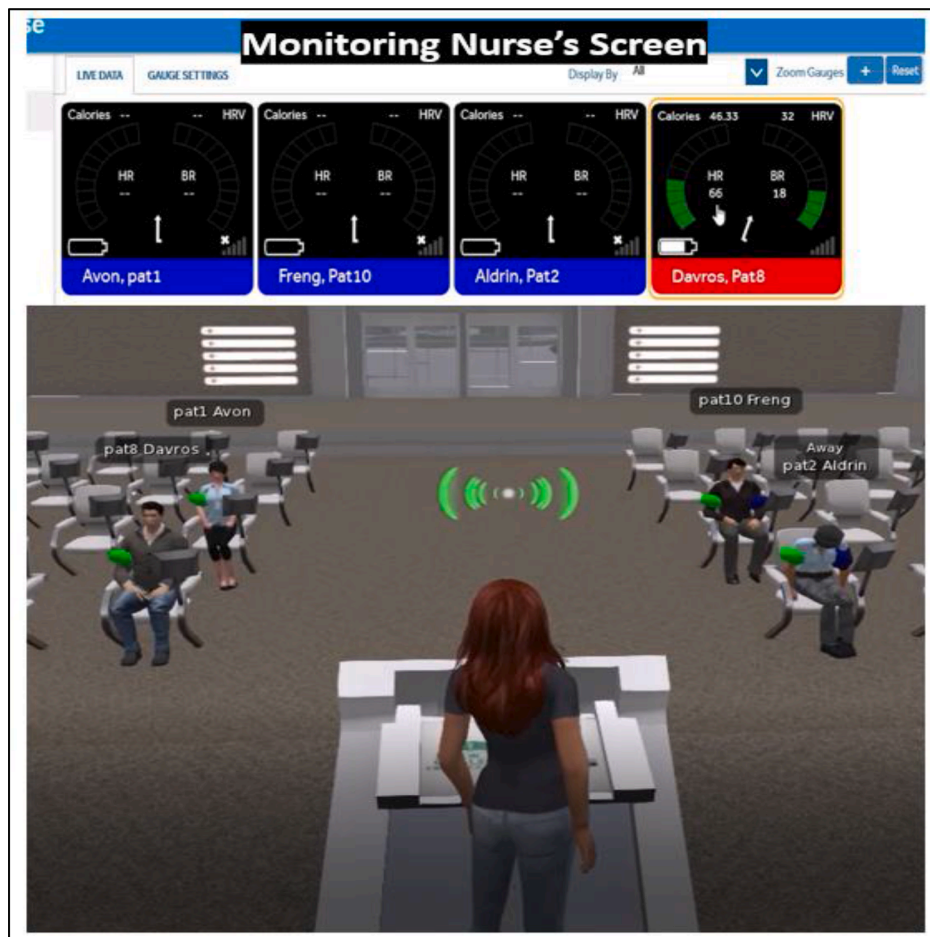 se
Monitoring Nurse's Screen
LIVE DATA GAUGE SETTINGS Display By All Zoom Gauges + Reset
Calories -- -- HRV Calories -- -- HRV Calories -- -- HRV Calories 46.33 32 HRV
HR BR HR BR HR BR HR BR
-- -- -- -- -- -- 66 18
Avon, pat1 Freng, Pat10 Aldrin, Pat2 Davros, Pat8
pat1 Avon pat10 Freng
pat8 Davros Away
pat2 Aldrin